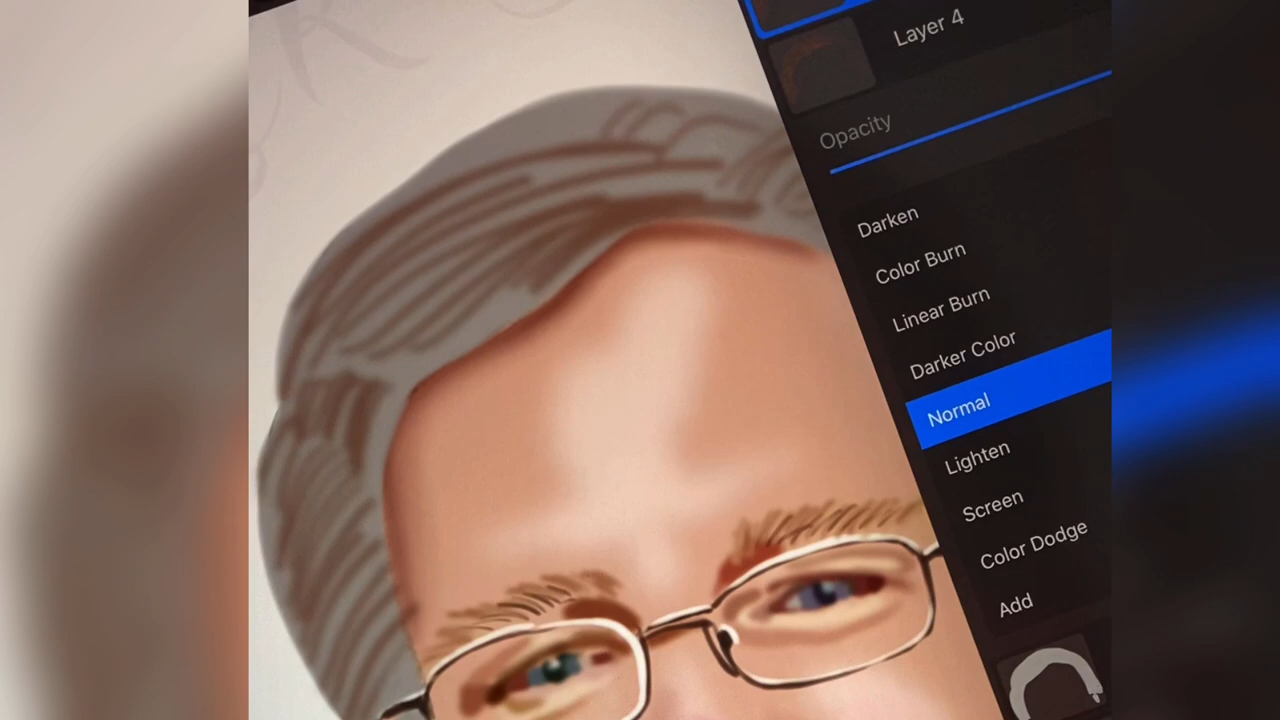 Layer 4
Opacity
Darken
Color Burn
Linear Burn
Darker Color
Normal
Lighten
Screen
Color Dodge
Add